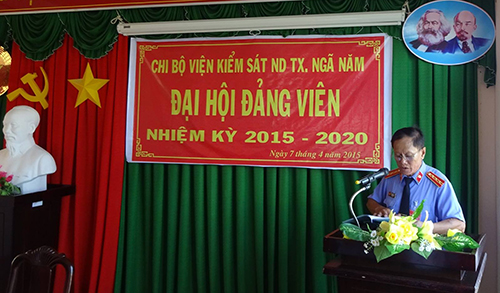 CHI BỘ VIỆN KIỂM SÁT ND TX. NGÃ NĂM
ĐẠI HỘI ĐẢNG VIÊN
NHIỆM KỲ 2015 - 2020
Ngày 7 tháng 4 năm 2015